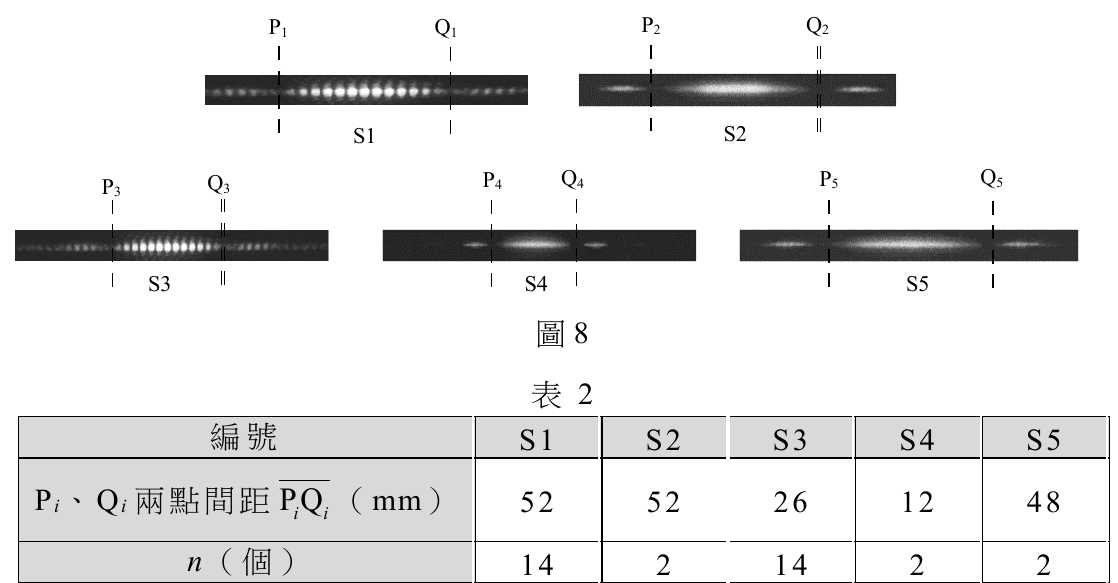 P1 Q1 P2 Q2
S1 S2
P3 Q3 P4 Q4 P5 Q5
S3 S4 S5
圖 8
表 2
編號 S1 S2 S3 S4 S5
Pi、Qi 兩點間距 PiQi（mm） 52 52 26 12 48
n（個） 14 2 14 2 2